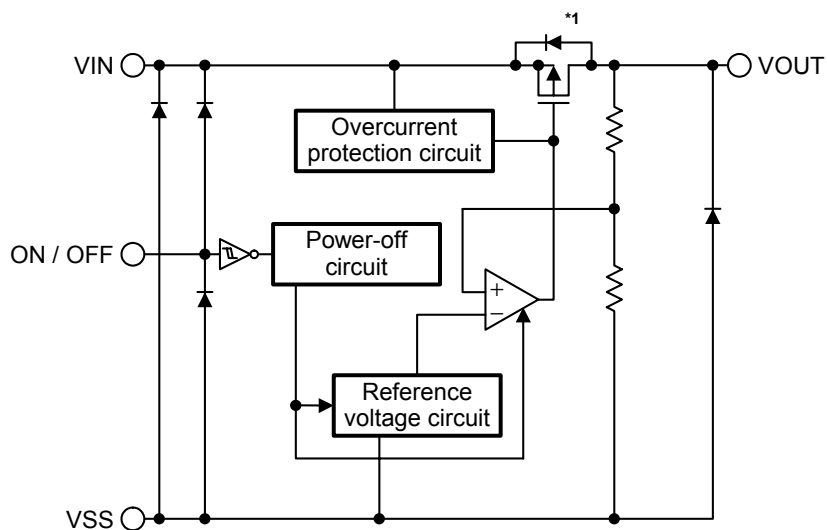 *1
VIN
VOUT
Overcurrent
protection circuit
ON / OFF
Power-off
circuit
+
−
Reference
voltage circuit
VSS